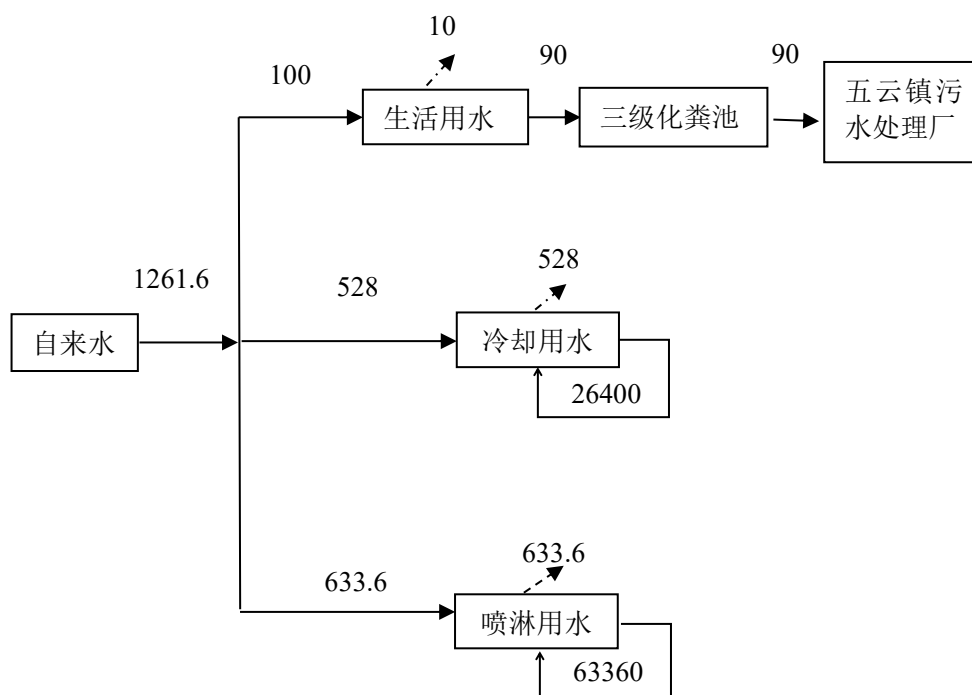 10
100
90
90
生活用水
三级化粪池
五云镇污
水处理厂
1261.6
528
528
自来水
冷却用水
26400
633.6
633.6
喷淋用水
63360